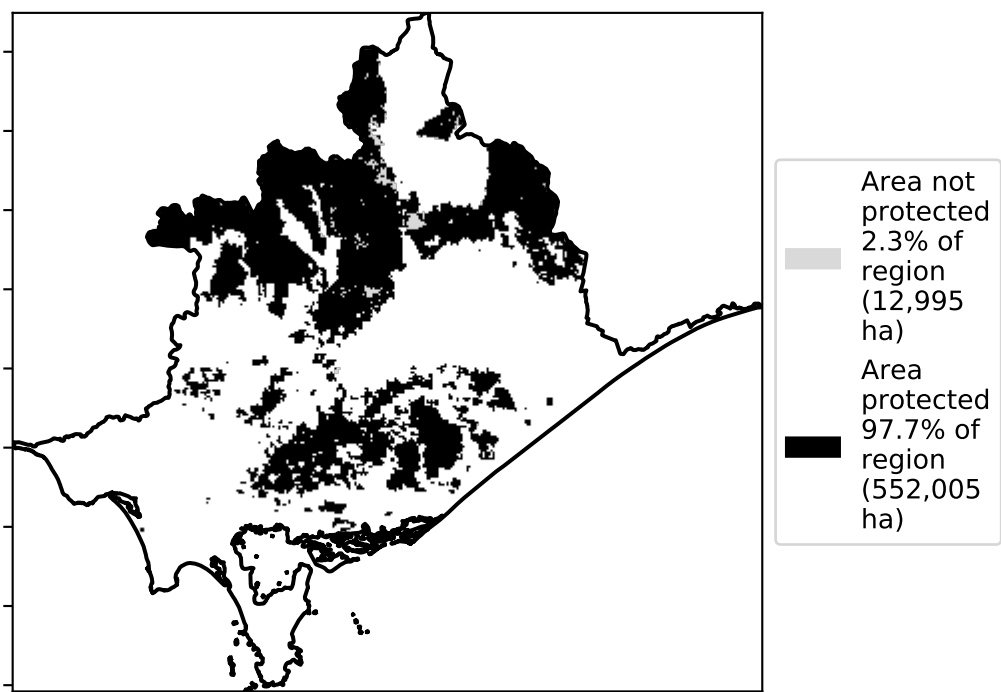 Area not
protected
2.3% of
region
(12,995
ha)
Area
protected
97.7% of
region
(552,005
ha)